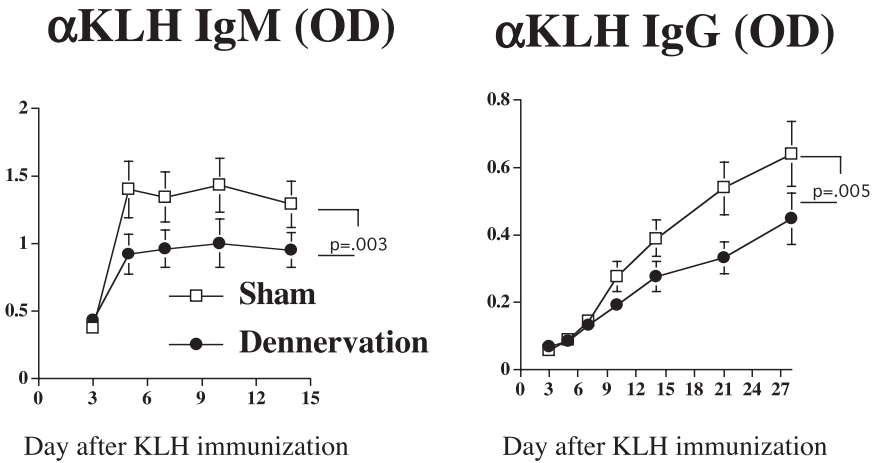 αKLH IgM (OD)
2
1.5
1
0.5
0
0 3 6 9 12 15
p=.003
Sham
Dennervation
Day after KLH immunization
αKLH IgG (OD)
0.8
0.6
0.4
0.2
0
0 3 6 9 12 15 18 21 24 27
p=.005
Day after KLH immunization